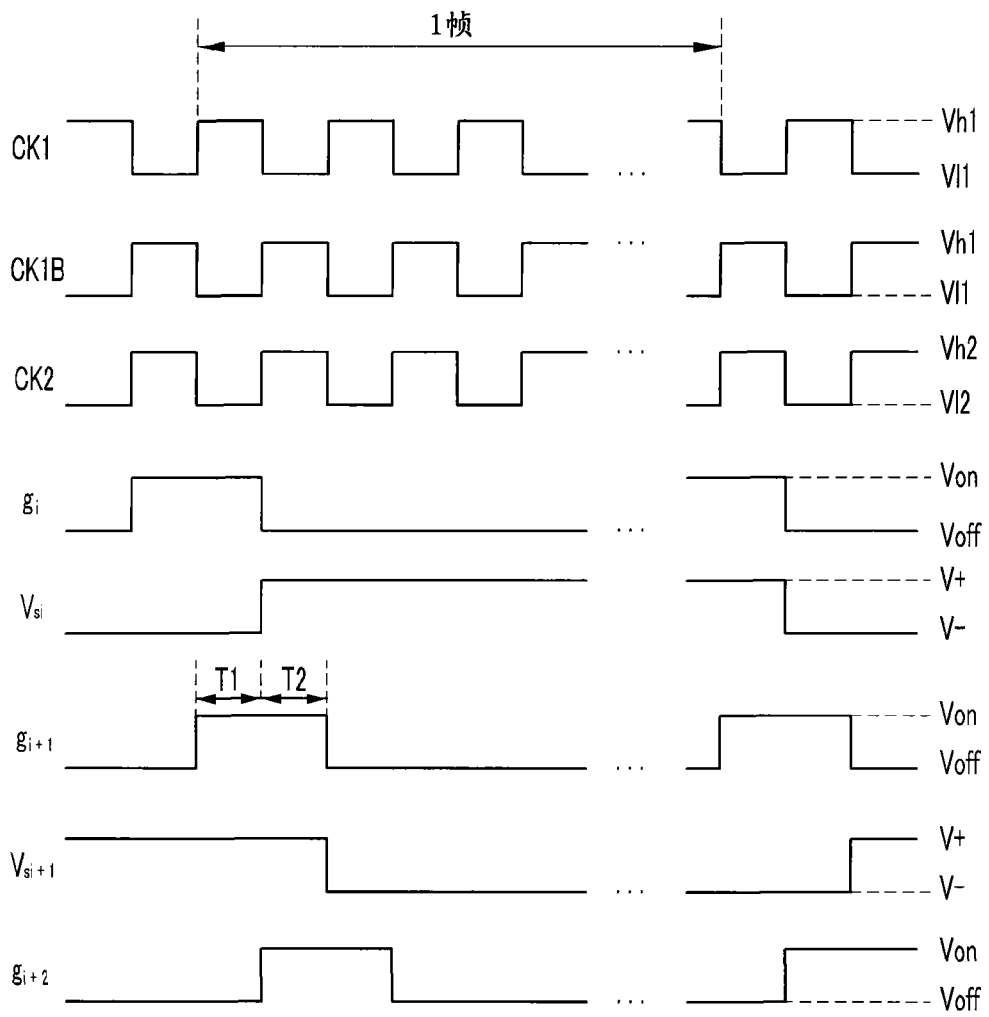 1帧
CK1
Vh1
Vl1
CK1B
Vh1
Vl1
CK2
Vh2
Vl2
...
gi
Von
Voff
...
Vsi
V+
V-
...
T1 T2
gi+1
Von
Voff
...
Vsi+1
V+
V-
...
gi+2
Von
Voff
...